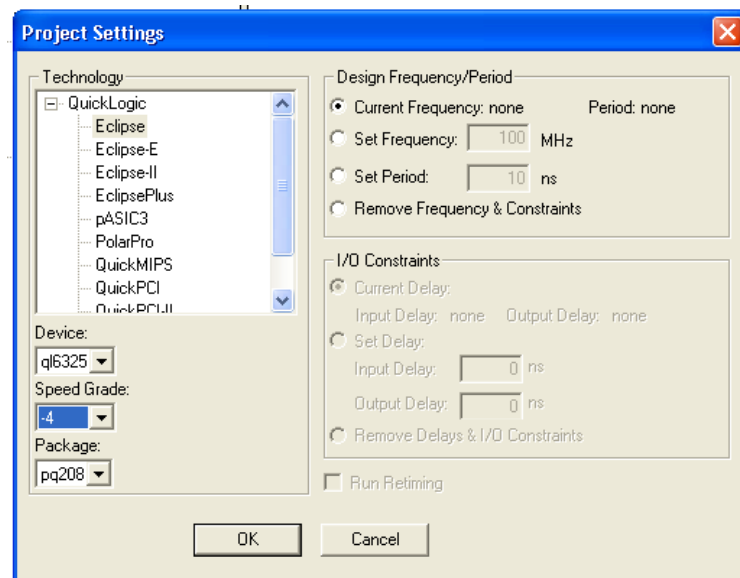 Project Settings
Technology
QuickLogic
Eclipse
Eclipse-E
Eclipse-II
EclipsePlus
pASIC3
PolarPro
QuickMIPS
QuickPCI
QuickPCI-II
Device:
ql6325
Speed Grade:
-4
Package:
pq208
Design Frequency/Period
Current Frequency: none Period: none
Set Frequency: 100 MHz
Set Period: 10 ns
Remove Frequency & Constraints
I/O Constraints
Current Delay:
Input Delay: none Output Delay: none
Set Delay:
Input Delay: 0 ns
Output Delay: 0 ns
Remove Delays & I/O Constraints
Run Retiming
OK Cancel